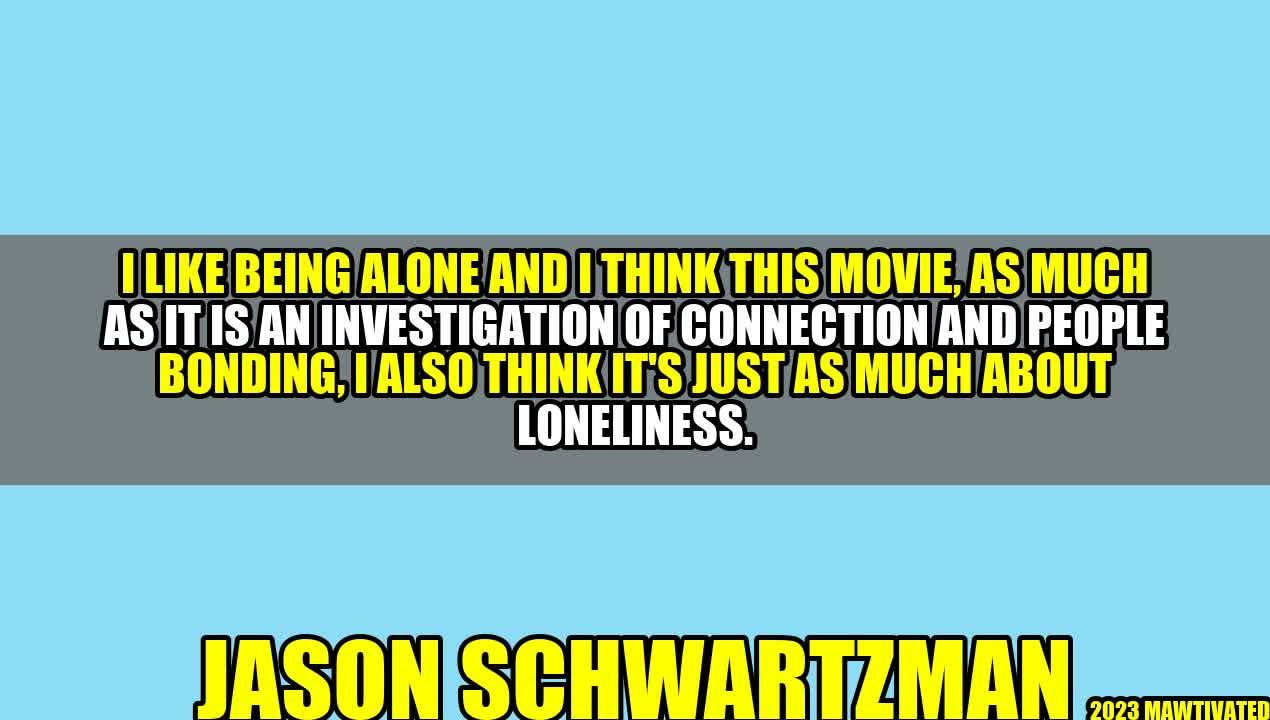 I LIKE BEING ALONE AND I THINK THIS MOVIE, AS MUCH
AS IT IS AN INVESTIGATION OF CONNECTION AND PEOPLE
BONDING, I ALSO THINK IT'S JUST AS MUCH ABOUT
LONELINESS.
JASON SCHWARTZMAN
2023 MAWTIVATED